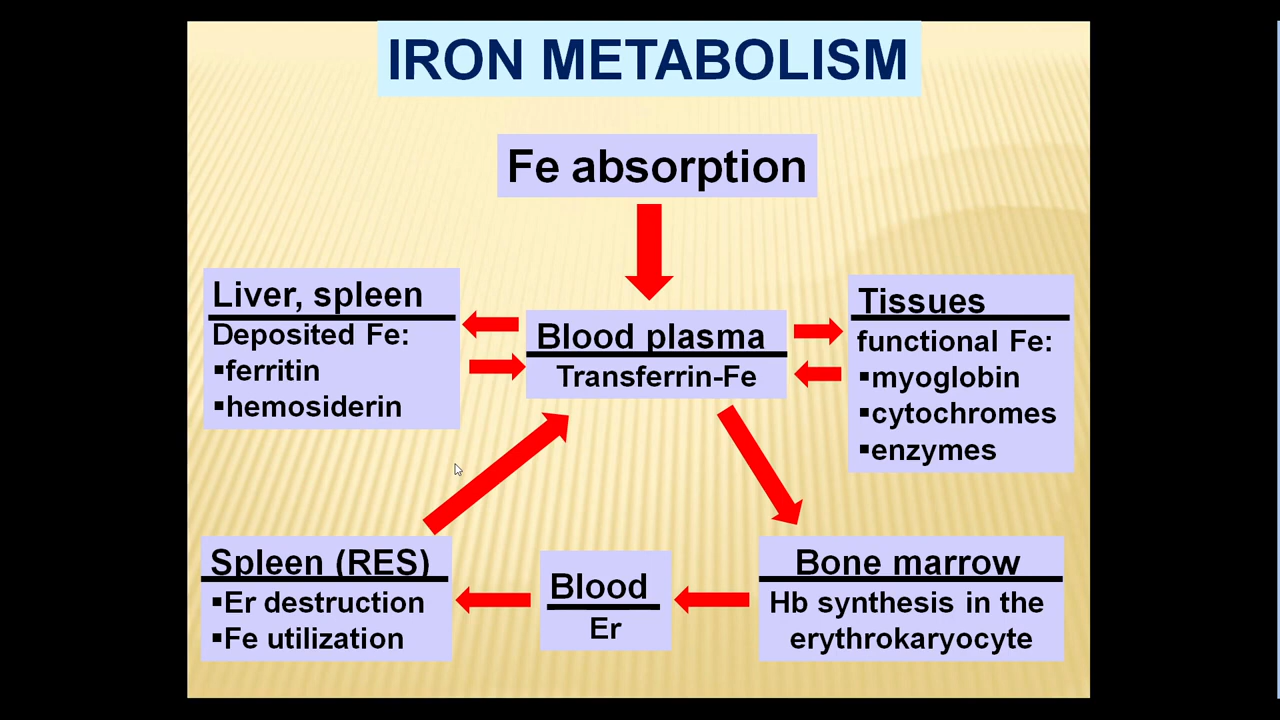 IRON METABOLISM
Fe absorption
Liver, spleen
Deposited Fe:
▪ferritin
▪hemosiderin
Blood plasma
Transferrin-Fe
Tissues
functional Fe:
▪myoglobin
▪cytochromes
▪enzymes
Spleen (RES)
▪Er destruction
▪Fe utilization
Blood
Er
Bone marrow
Hb synthesis in the
erythrokaryocyte